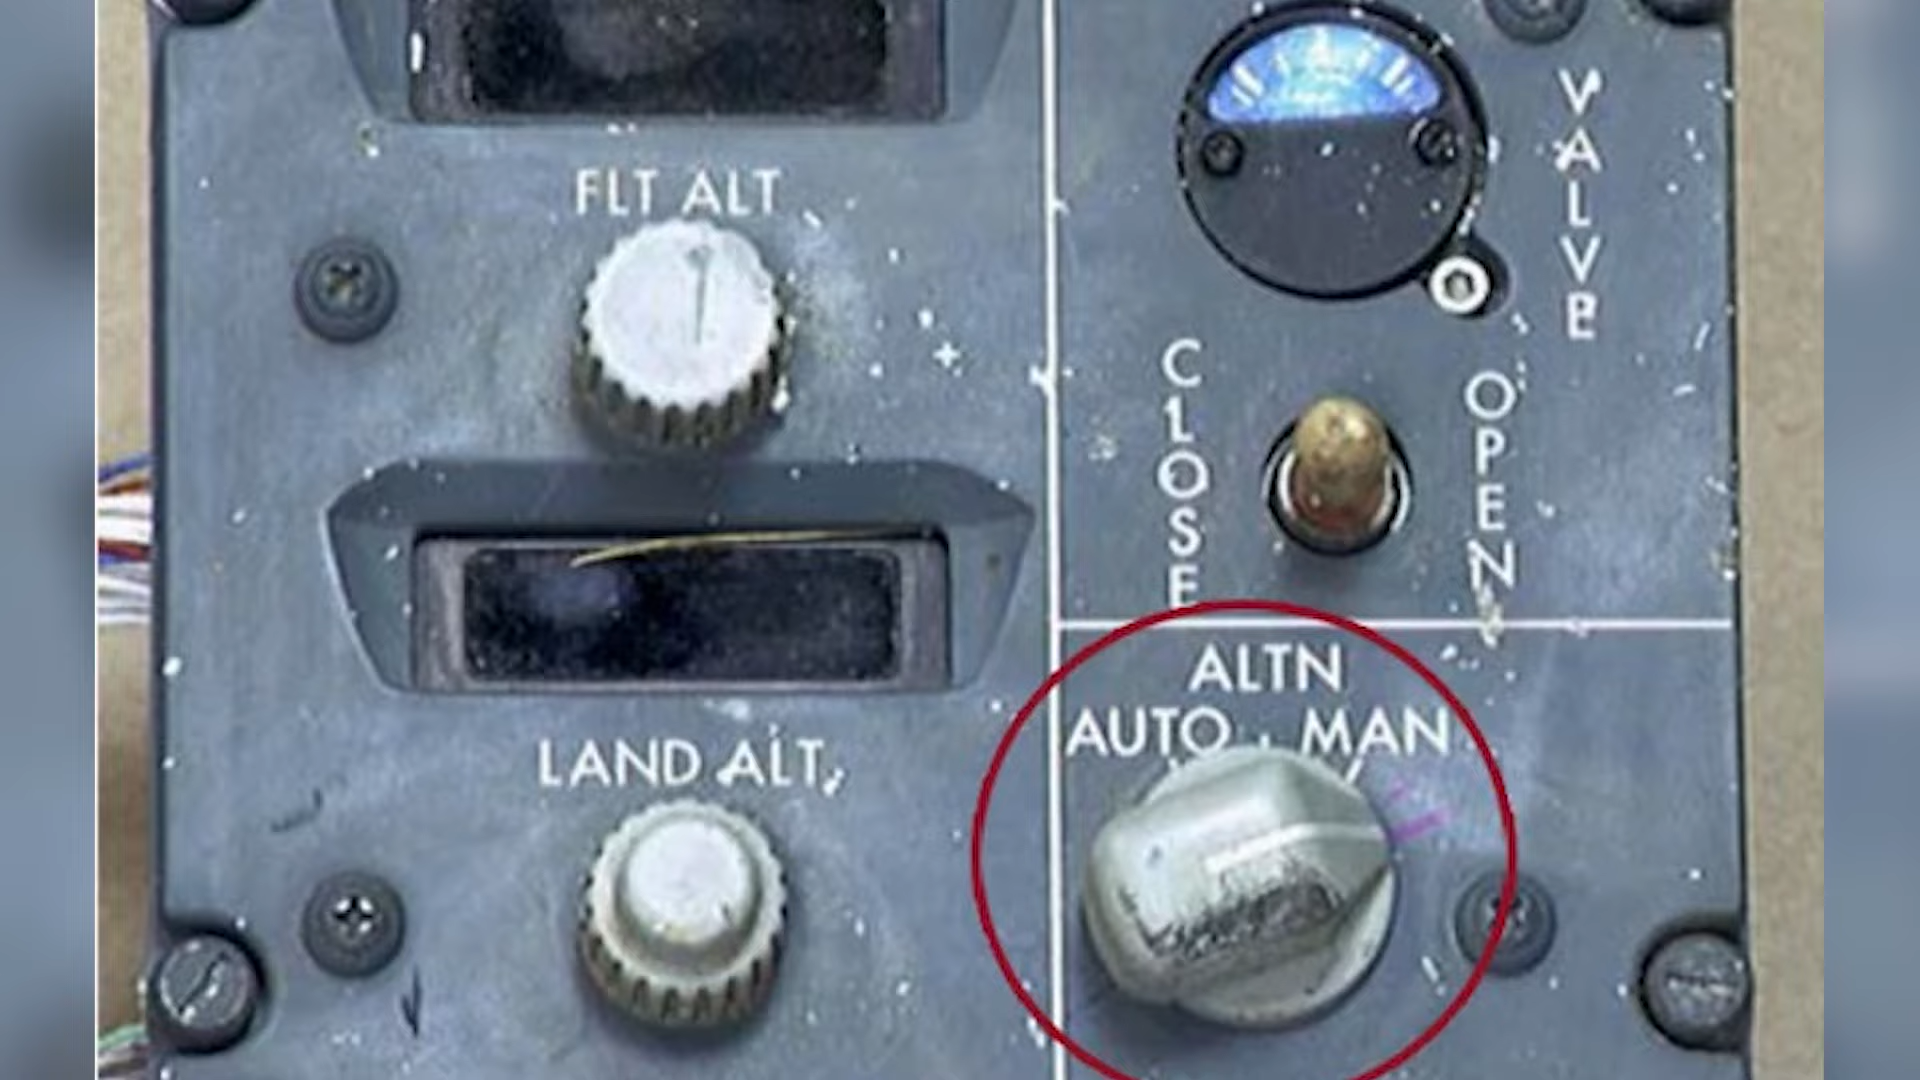 FLT ALT
VALVE
CLOSE
OPEN
LAND ALT
ALTN
AUTO MAN